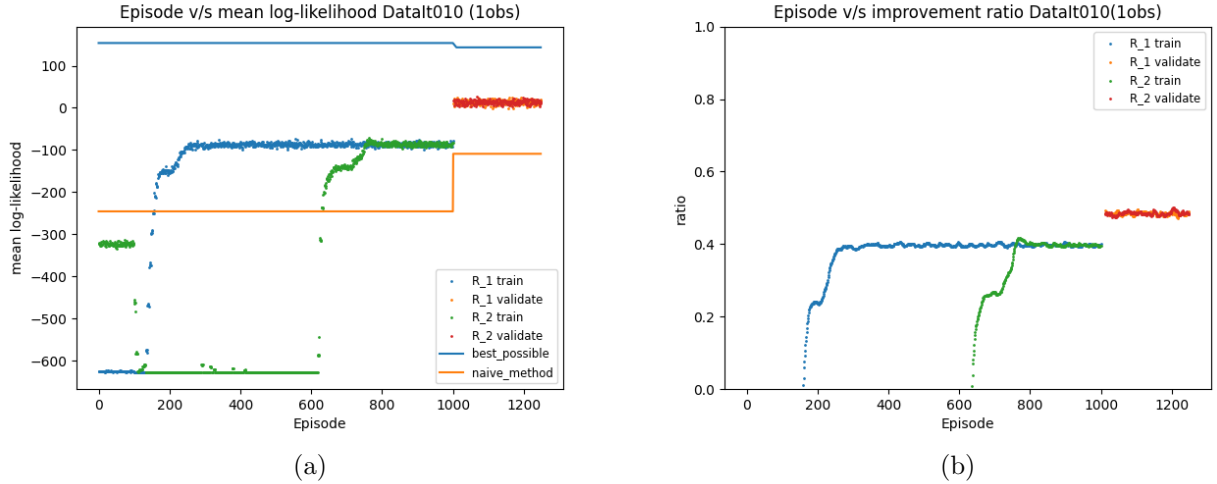 Episode v/s mean log-likelihood DataIt010 (1obs)
mean log-likelihood
100
0
−100
−200
−300
−400
−500
−600
0
200
400
600
800
1000
1200
Episode
R_1 train
R_1 validate
R_2 train
R_2 validate
best_possible
naive_method
(a)
Episode v/s improvement ratio DataIt010(1obs)
ratio
1.0
0.8
0.6
0.4
0.2
0.0
0
200
400
600
800
1000
1200
Episode
R_1 train
R_1 validate
R_2 train
R_2 validate
(b)